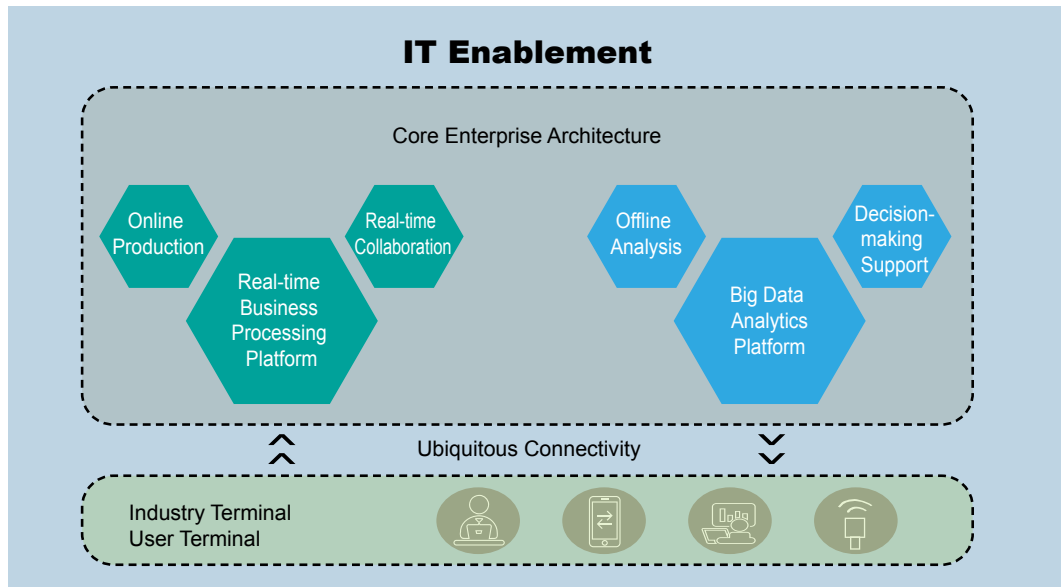 IT Enablement
Core Enterprise Architecture
Online
Production
Real-time
Collaboration
Real-time
Business
Processing
Platform
Offline
Analysis
Decision-
making
Support
Big Data
Analytics
Platform
Ubiquitous Connectivity
Industry Terminal
User Terminal